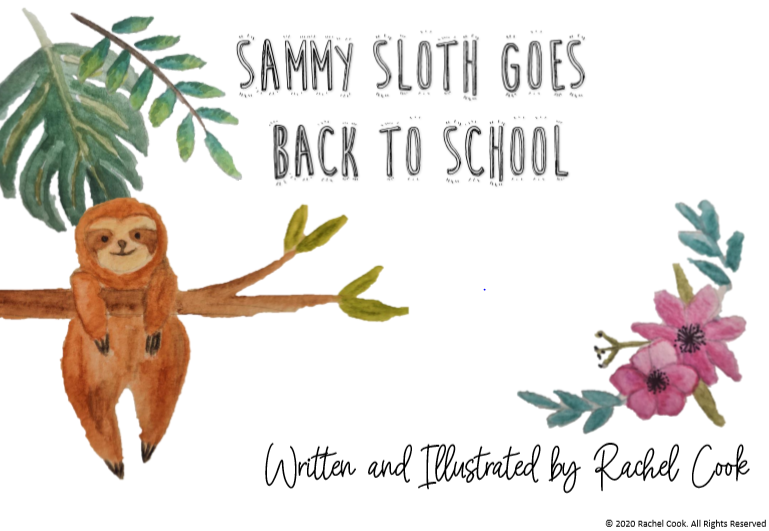 SAMMY SLOTH GOES
BACK TO SCHOOL
Written and Illustrated by Rachel Cook
© 2020 Rachel Cook. All Rights Reserved